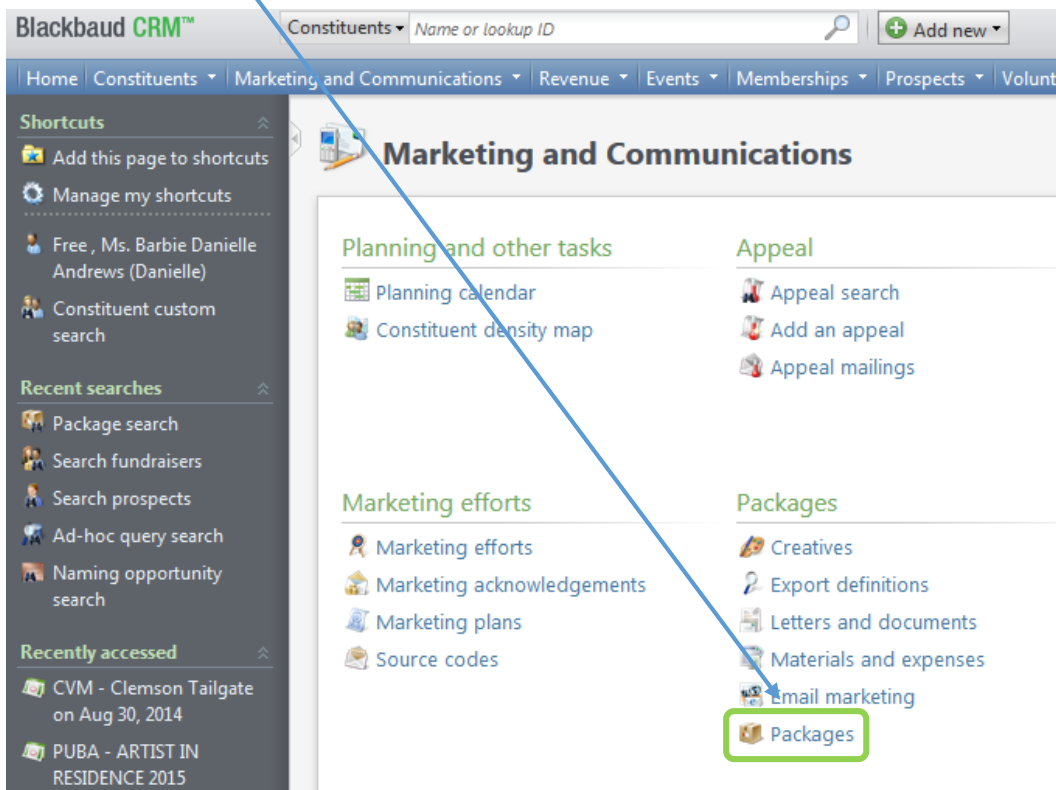 Blackbaud CRM™
Constituents
Name or lookup ID
Add new
Home
Constituents
Marketing and Communications
Revenue
Events
Memberships
Prospects
Volunt
Shortcuts
Add this page to shortcuts
Manage my shortcuts
Free , Ms. Barbie Danielle
Andrews (Danielle)
Constituent custom
search
Recent searches
Package search
Search fundraisers
Search prospects
Ad-hoc query search
Naming opportunity
search
Recently accessed
CVM - Clemson Tailgate
on Aug 30, 2014
PUBA - ARTIST IN
RESIDENCE 2015
Marketing and Communications
Planning and other tasks
Planning calendar
Constituent density map
Appeal
Appeal search
Add an appeal
Appeal mailings
Marketing efforts
Marketing efforts
Marketing acknowledgements
Marketing plans
Source codes
Packages
Creatives
Export definitions
Letters and documents
Materials and expenses
Email marketing
Packages